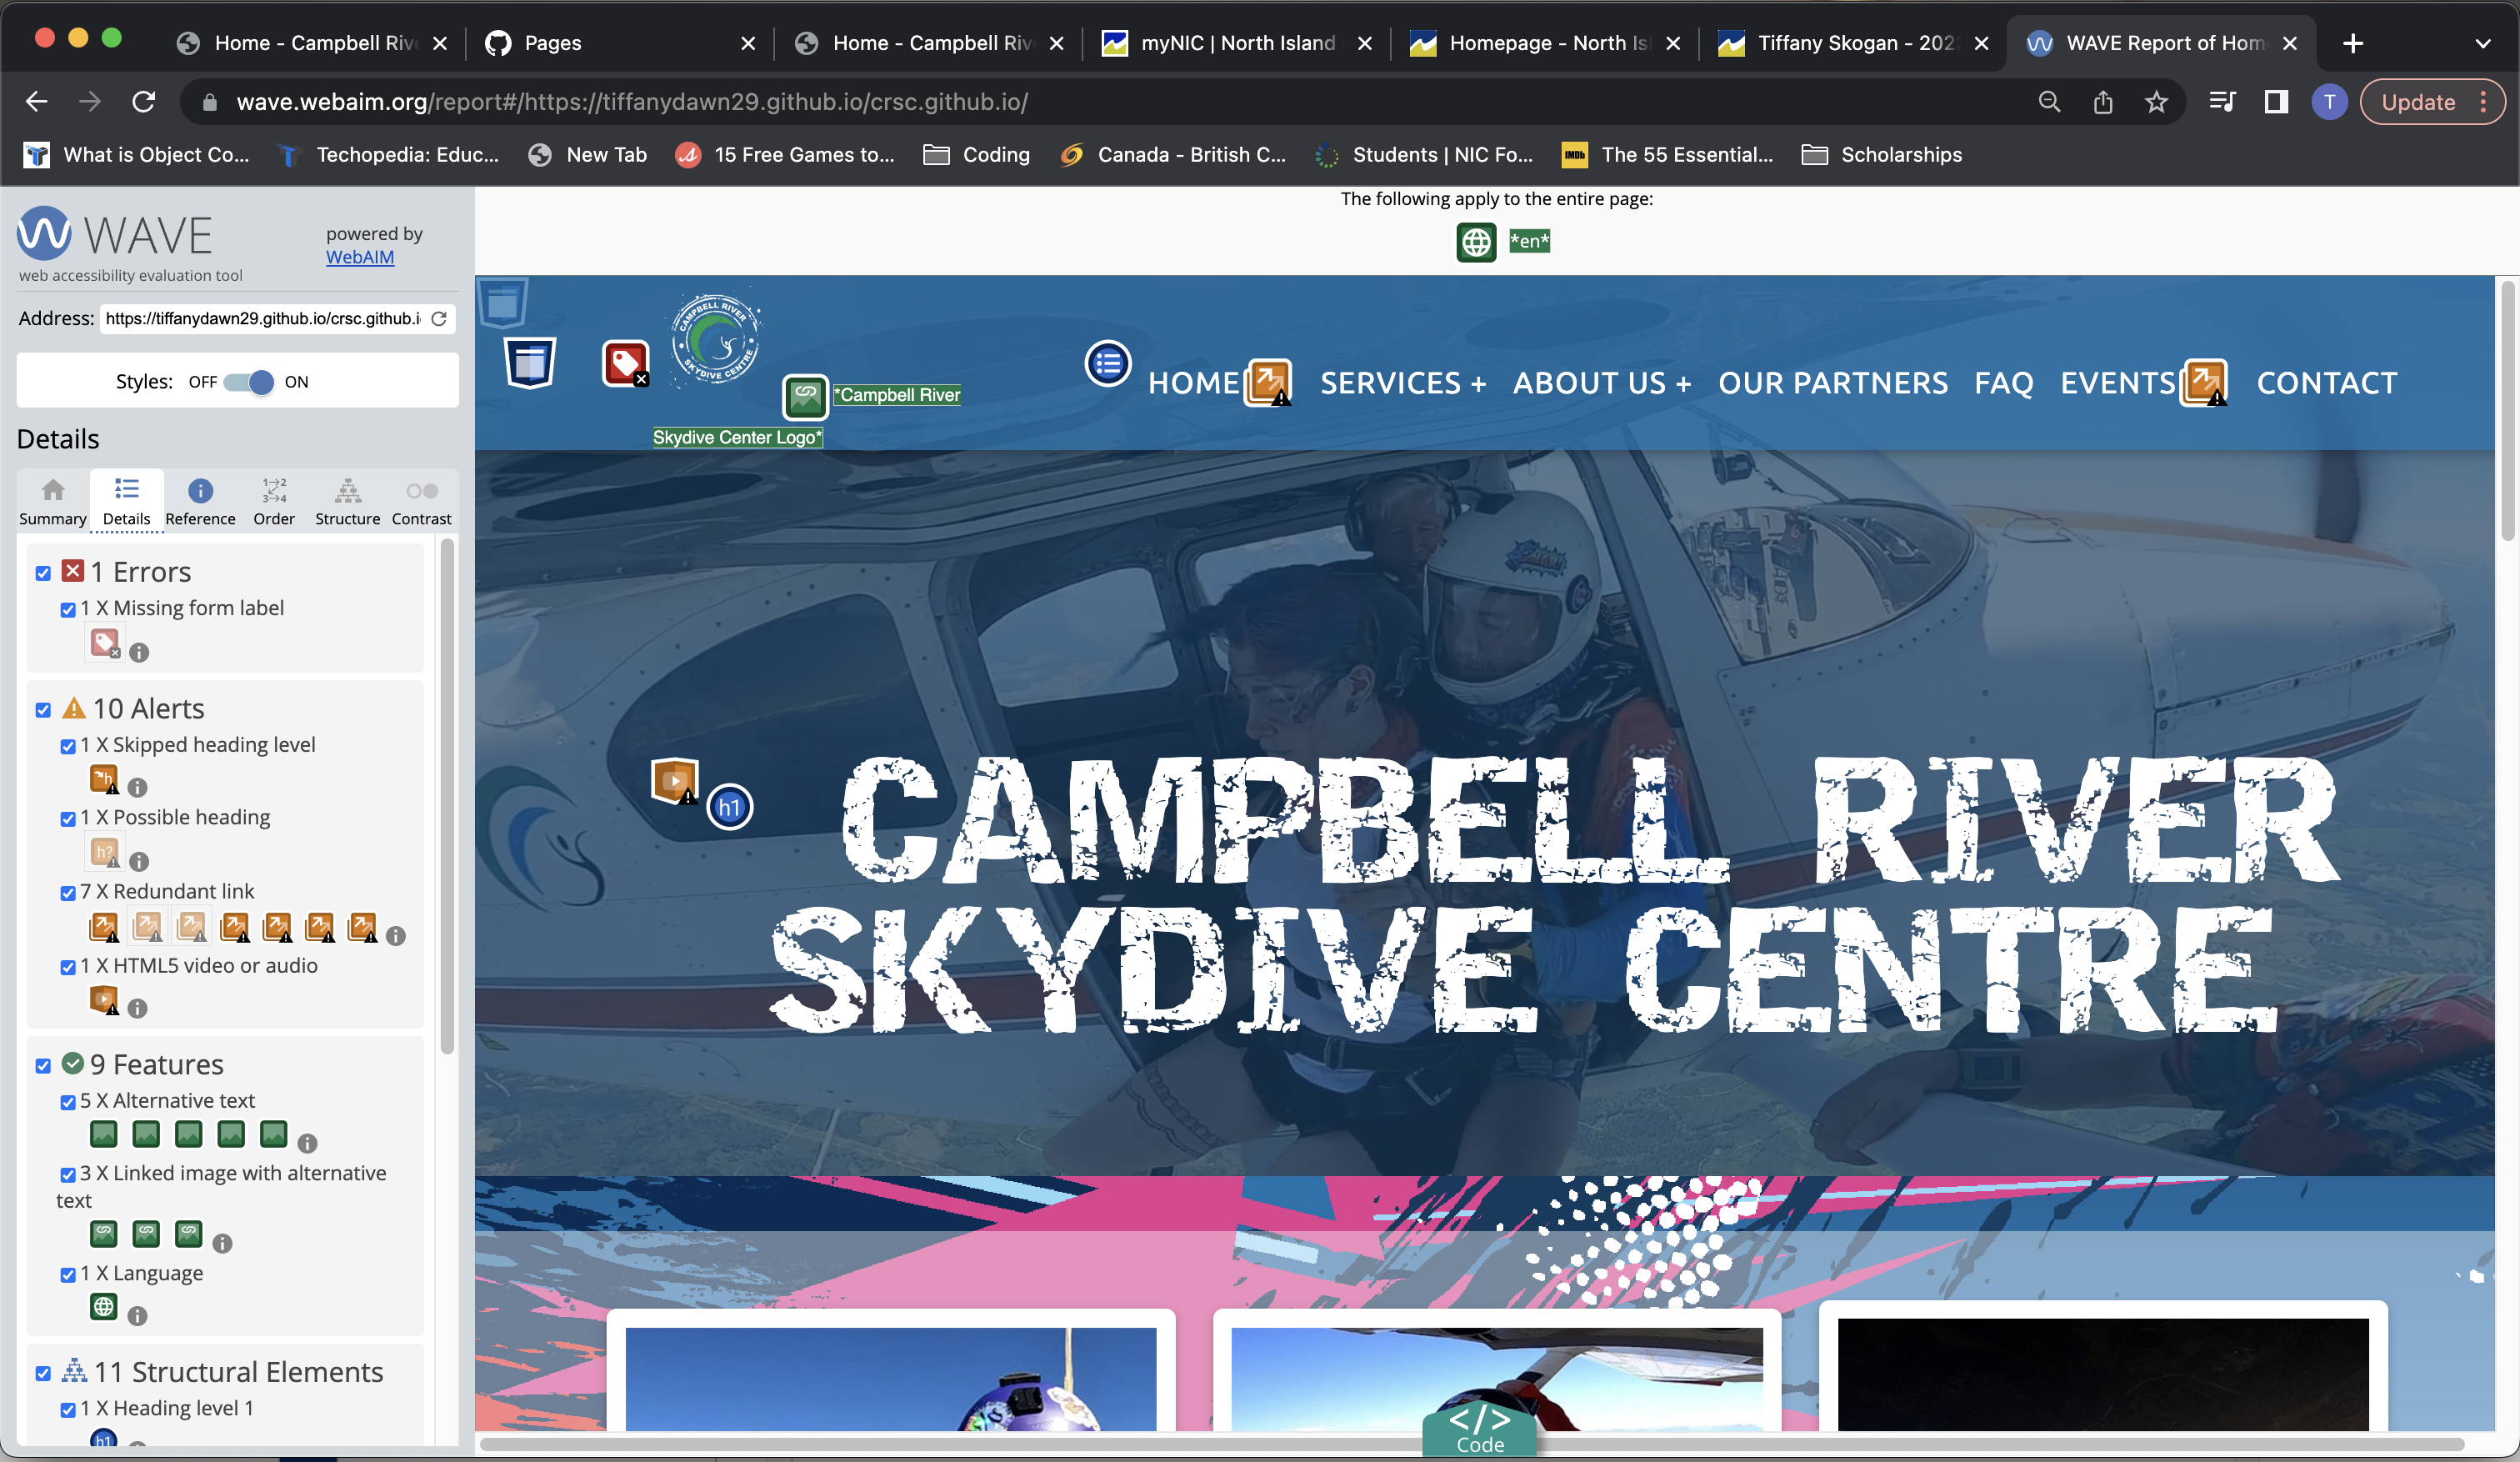 Home - Campbell Riv
Pages
Home - Campbell Riv
myNIC | North Island
Homepage - North Isl
Tiffany Skogan - 202
WAVE Report of Hom
wave.webaim.org/report#/https://tiffanydawn29.github.io/crsc.github.io/
T
Update
What is Object Co...
Techopedia: Educ...
New Tab
15 Free Games to...
Coding
Canada - British C...
Students | NIC Fo...
IMDb
The 55 Essential...
Scholarships
WAVE
powered by
WebAIM
web accessibility evaluation tool
Address: https://tiffanydawn29.github.io/crsc.github.i
Styles: OFF ON
Details
Summary
Details
Reference
Order
Structure
Contrast
1 Errors
1 X Missing form label
10 Alerts
1 X Skipped heading level
1 X Possible heading
h?
7 X Redundant link
1 X HTML5 video or audio
9 Features
5 X Alternative text
3 X Linked image with alternative
text
1 X Language
11 Structural Elements
1 X Heading level 1
h1
The following apply to the entire page:
*en*
CAMPBELL RIVER
SKYDIVE CENTRE
*Campbell River
Skydive Center Logo*
HOME
SERVICES +
ABOUT US +
OUR PARTNERS
FAQ
EVENTS
CONTACT
h1
CAMPBELL RIVER
SKYDIVE CENTRE
</>
Code